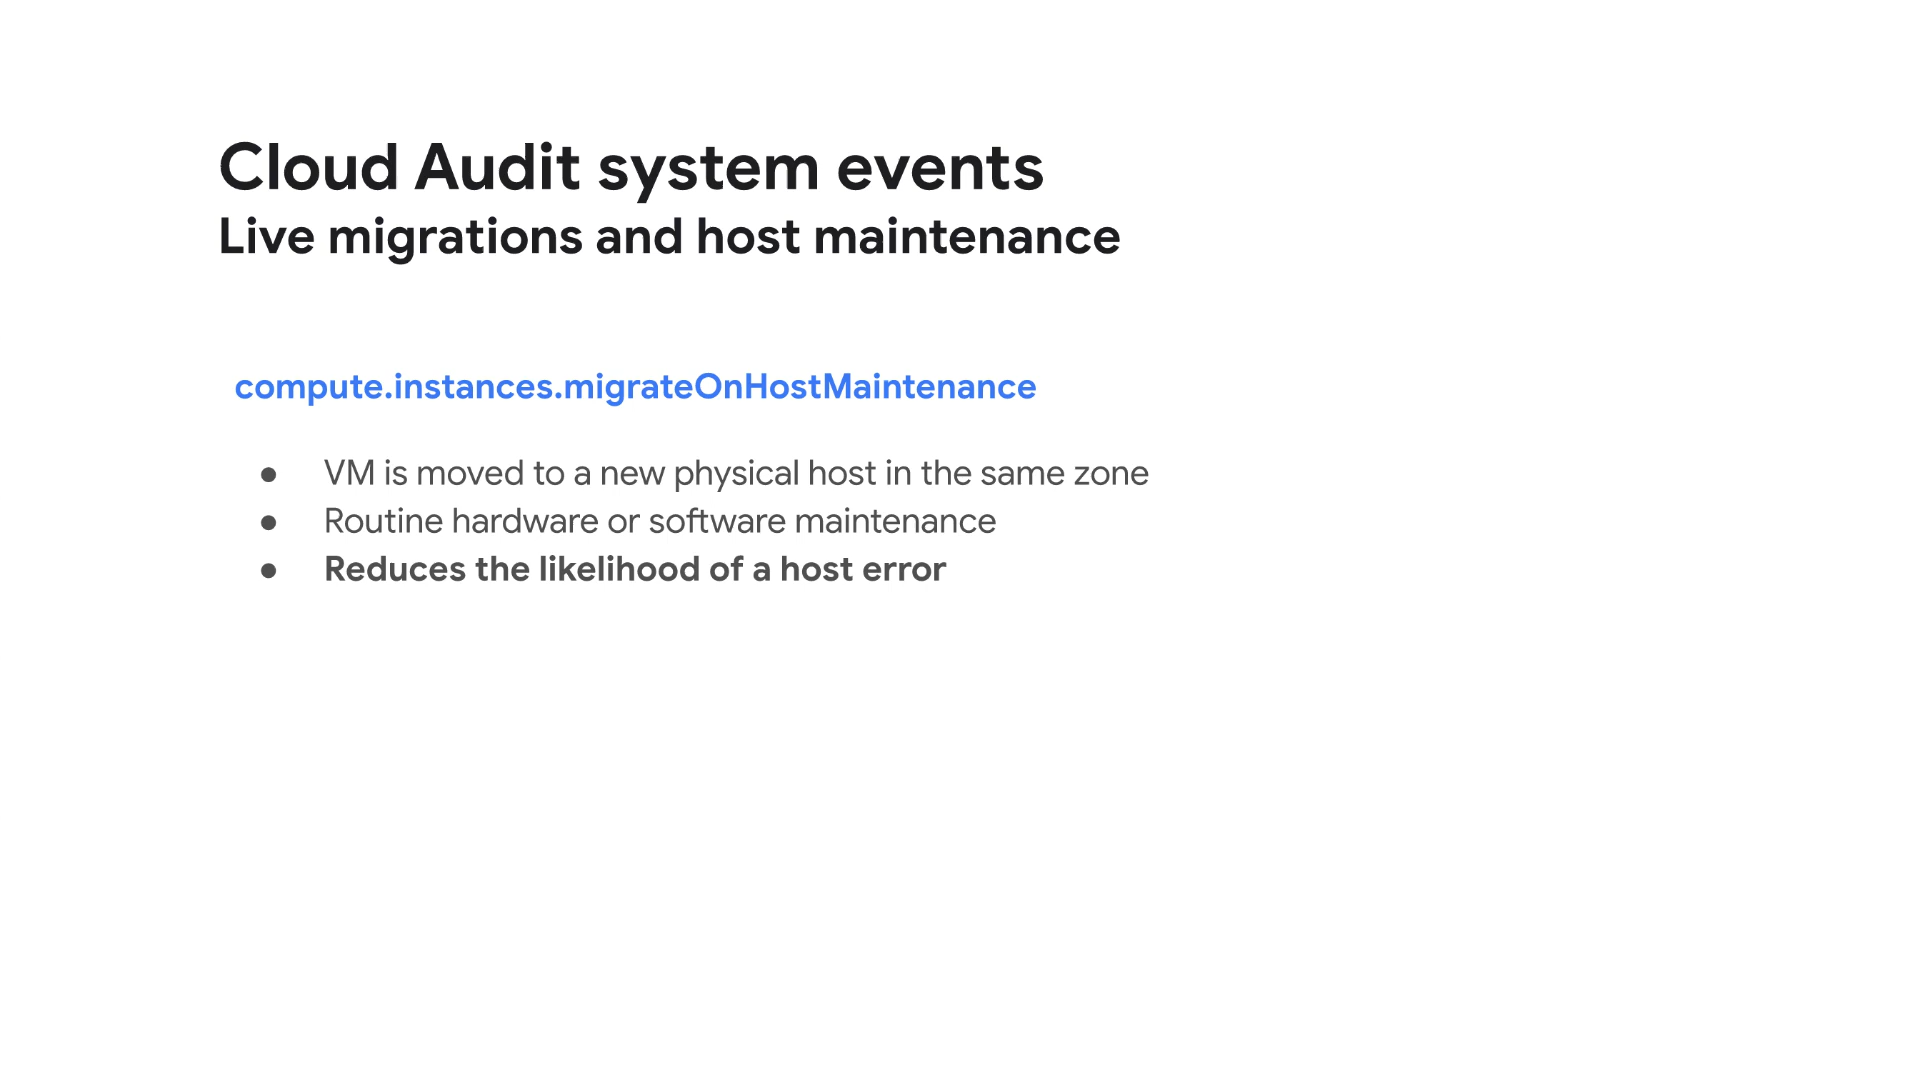 Cloud Audit system events
Live migrations and host maintenance
compute.instances.migrateOnHostMaintenance
● VM is moved to a new physical host in the same zone
● Routine hardware or software maintenance
● Reduces the likelihood of a host error